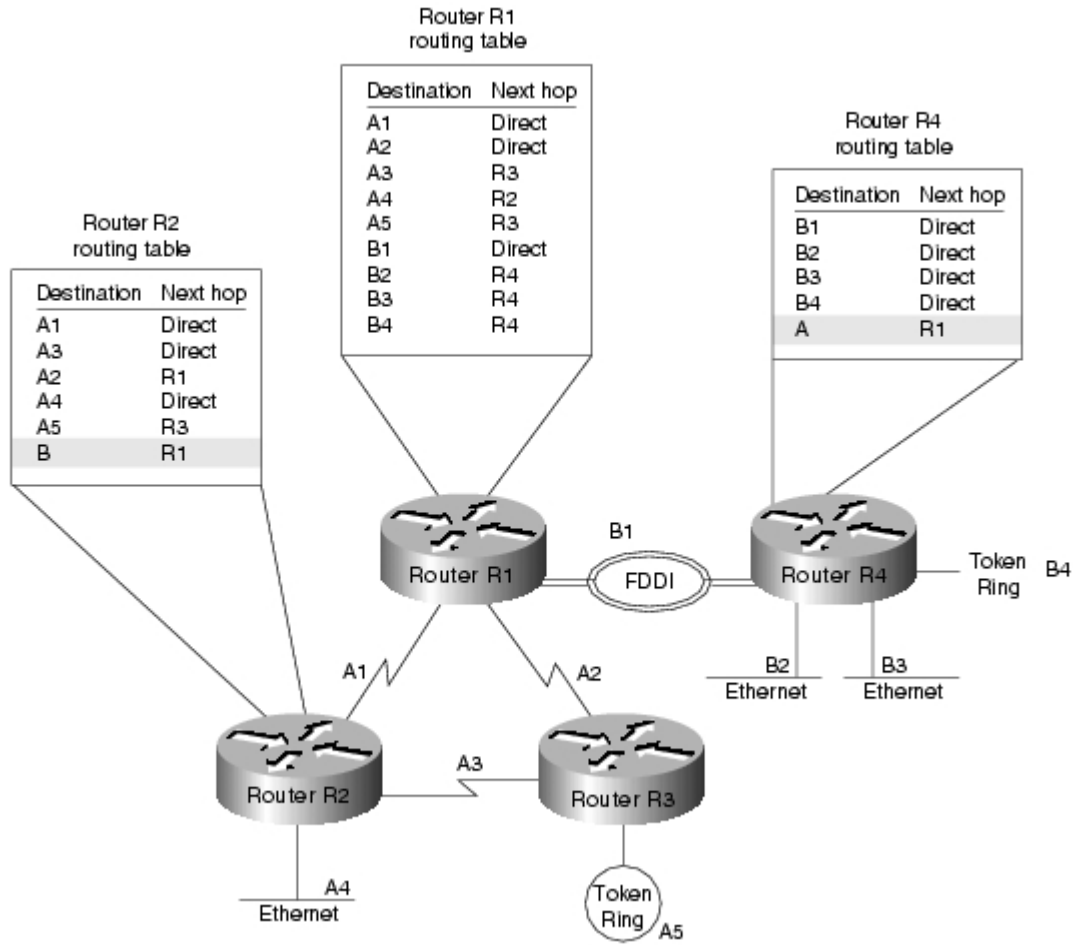 Router R1
routing table
Destination Next hop
A1 Direct
A2 Direct
A3 R3
A4 R2
A5 R3
B1 Direct
B2 R4
B3 R4
B4 R4
Router R4
routing table
Destination Next hop
B1 Direct
B2 Direct
B3 Direct
B4 Direct
A R1
Router R2
routing table
Destination Next hop
A1 Direct
A3 Direct
A2 R1
A4 Direct
A5 R3
B R1
Router R1
B1
FDDI
Router R4
Token
Ring
B4
B2
Ethernet
B3
Ethernet
A1
A2
Router R2
A3
Router R3
A4
Ethernet
Token
Ring
A5